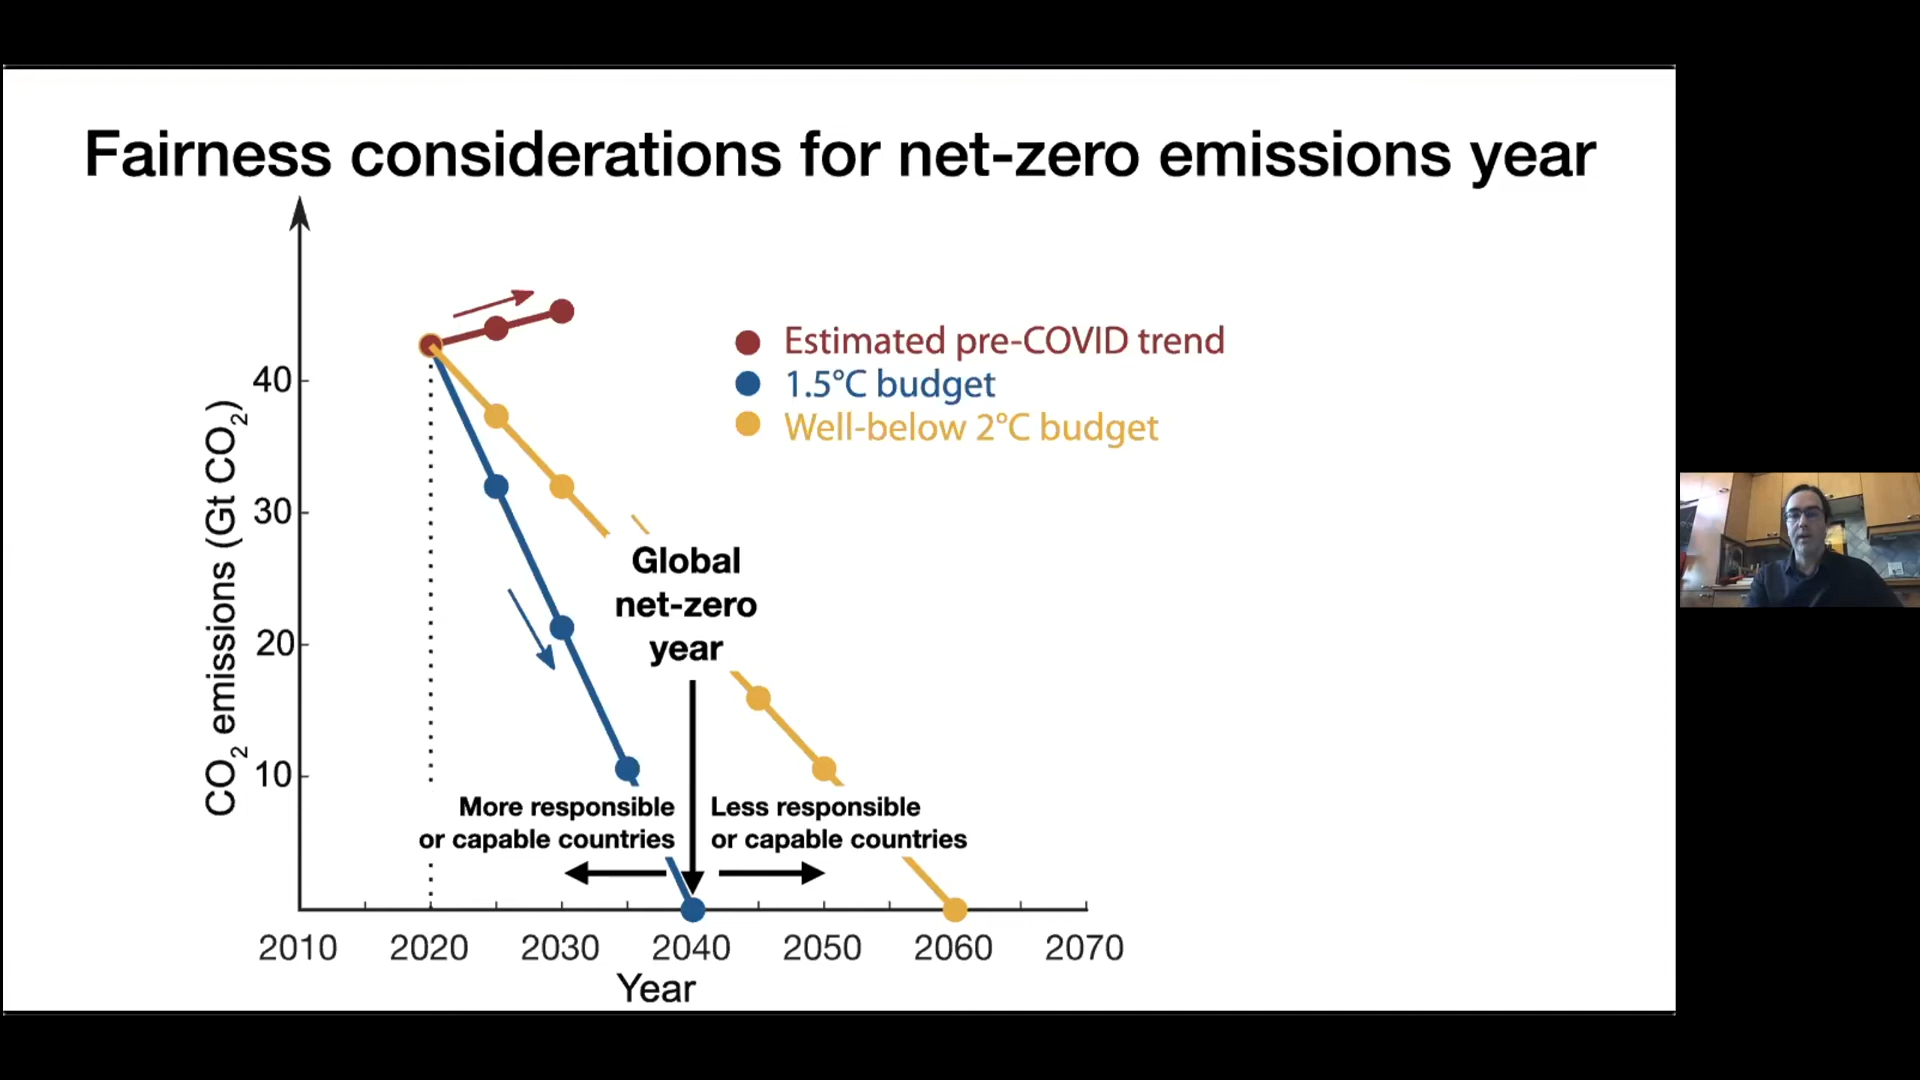 Fairness considerations for net-zero emissions year
Estimated pre-COVID trend
1.5°C budget
Well-below 2°C budget
CO₂ emissions (Gt CO₂)
40
30
20
10
Global
net-zero
year
More responsible
or capable countries
Less responsible
or capable countries
2010 2020 2030 2040 2050 2060 2070
Year